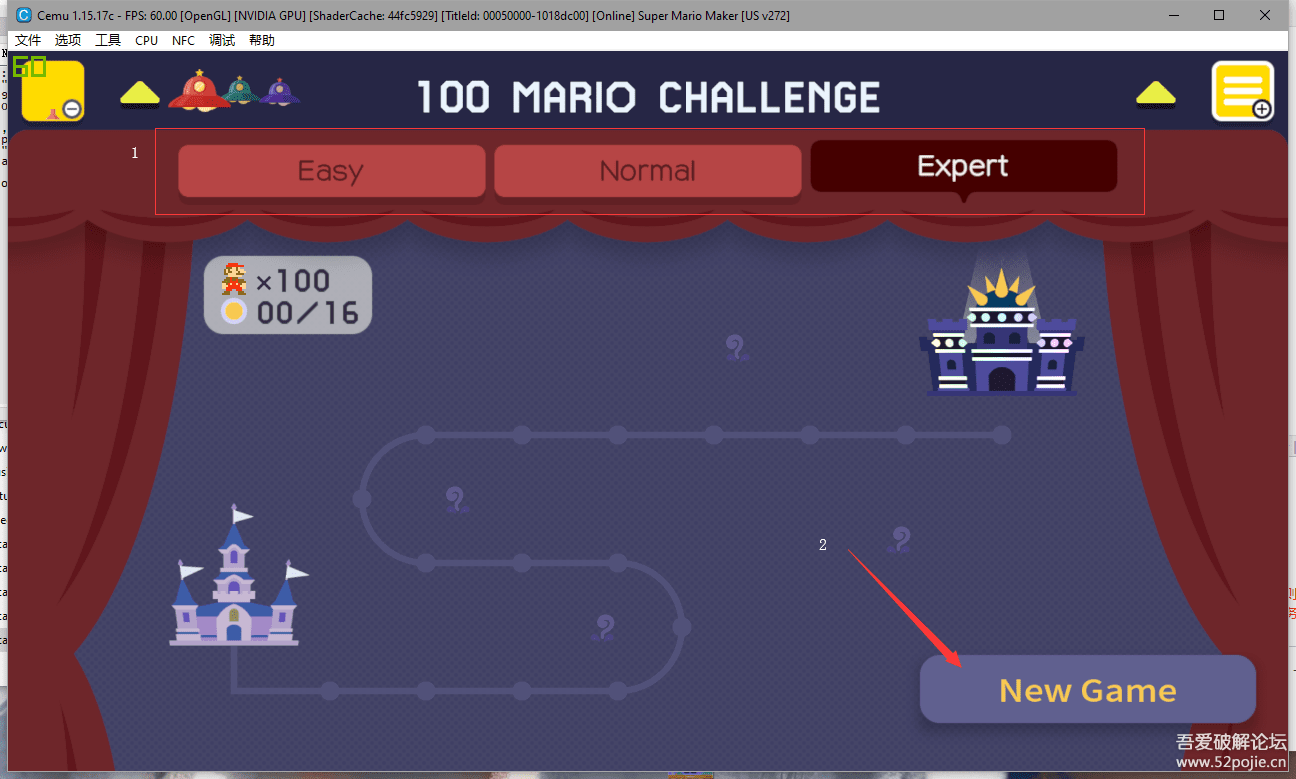 Cemu 1.15.17c - FPS: 60.00 [OpenGL] [NVIDIA GPU] [ShaderCache: 44fc5929] [TitleId: 00050000-1018dc00] [Online] Super Mario Maker [US v272]
文件 选项 工具 CPU NFC 调试 帮助
60
100 MARIO CHALLENGE
1
Easy Normal Expert
×100
00/16
2
New Game
吾爱破解论坛
www.52pojie.cn